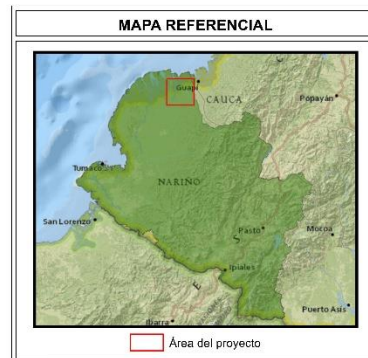 MAPA REFERENCIAL
Guapi
CAUCA
Popayán
Tumaco
NARIÑO
San Lorenzo
Pasto
Mocoa
S
Ipiales
E
Puerto Asís
Ibarra
Área del proyecto